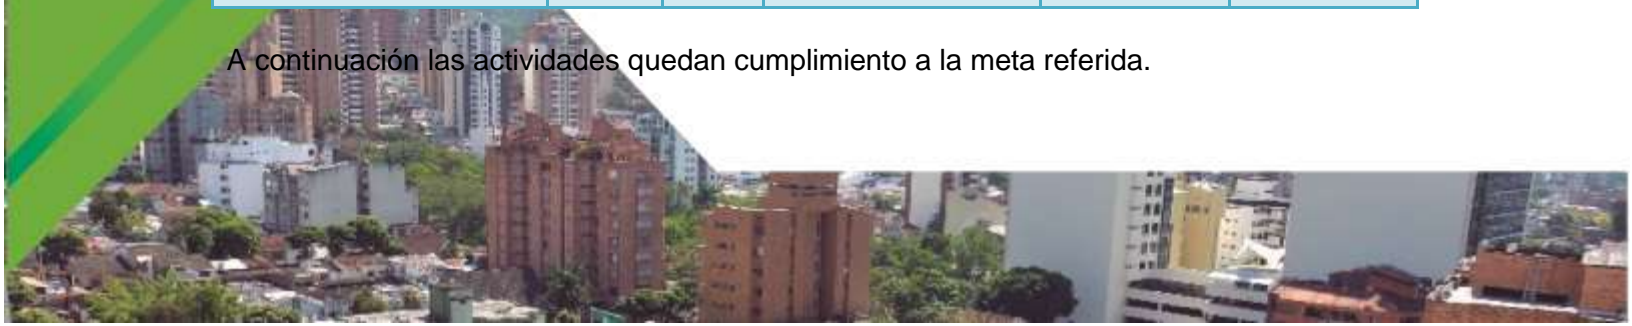 A continuación las actividades quedan cumplimiento a la meta referida.